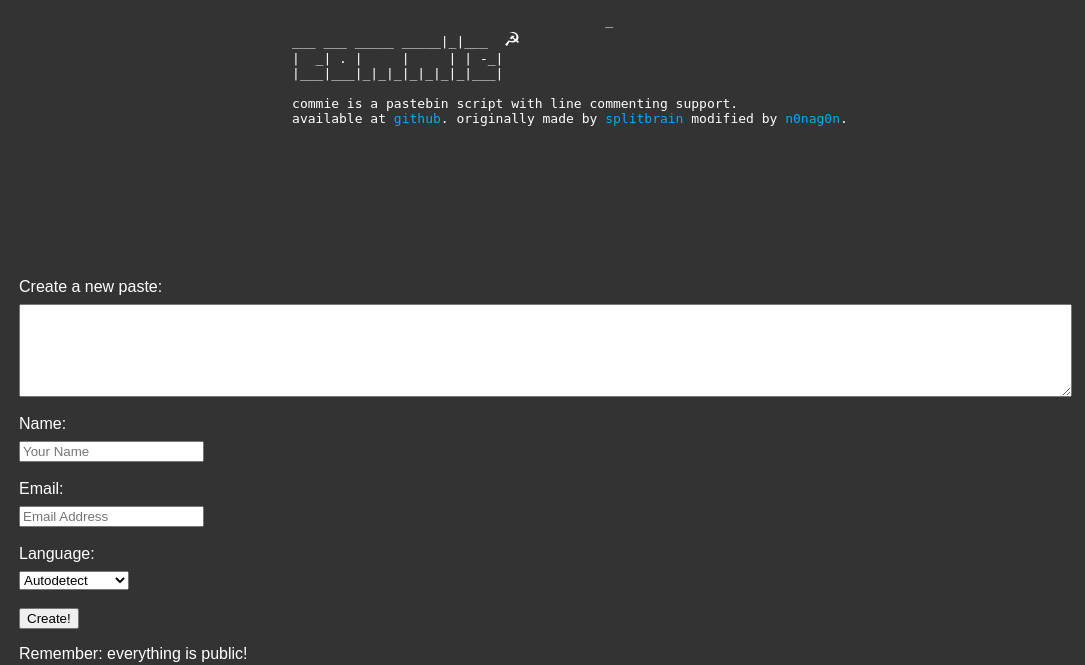 _
___ ___ _____ _____|_|___  ☭
|  _| . |     |     | | -_|
|___|___|_|_|_|_|_|_|_|___|
commie is a pastebin script with line commenting support.
available at github. originally made by splitbrain modified by n0nag0n.
Create a new paste:
Name:
Your Name
Email:
Email Address
Language:
Autodetect
Create!
Remember: everything is public!